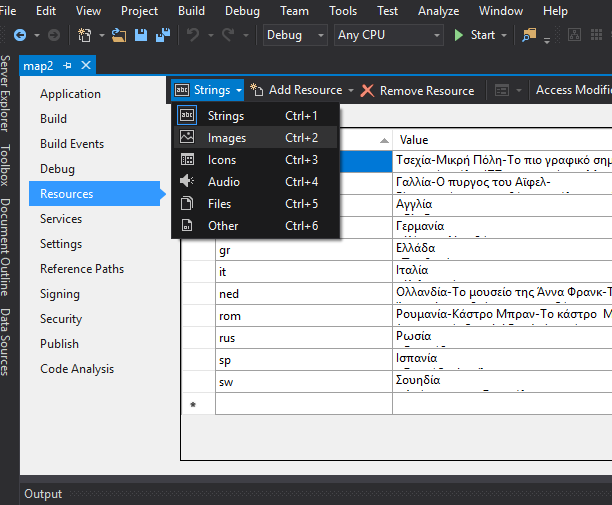 File Edit View Project Build Debug Team Tools Test Analyze Window Help
Debug Any CPU Start
map2
Server Explorer
Toolbox
Document Outline
Data Sources
Application
Build
Build Events
Debug
Resources
Services
Settings
Reference Paths
Signing
Security
Publish
Code Analysis
Strings Add Resource Remove Resource Access Modifi
Strings Ctrl+1
Images Ctrl+2
Icons Ctrl+3
Audio Ctrl+4
Files Ctrl+5
Other Ctrl+6
Value
Τσεχία-Μικρή Πόλη-Το πιο γραφικό σημ
Γαλλία-Ο πυργος του Αϊφελ-
Αγγλία
Γερμανία
gr Ελλάδα
it Ιταλία
ned Ολλανδία-Το μουσείο της Άννα Φρανκ-Τ
rom Ρουμανία-Κάστρο Μπραν-Το κάστρο Μ
rus Ρωσία
sp Ισπανία
sw Σουηδία
Output